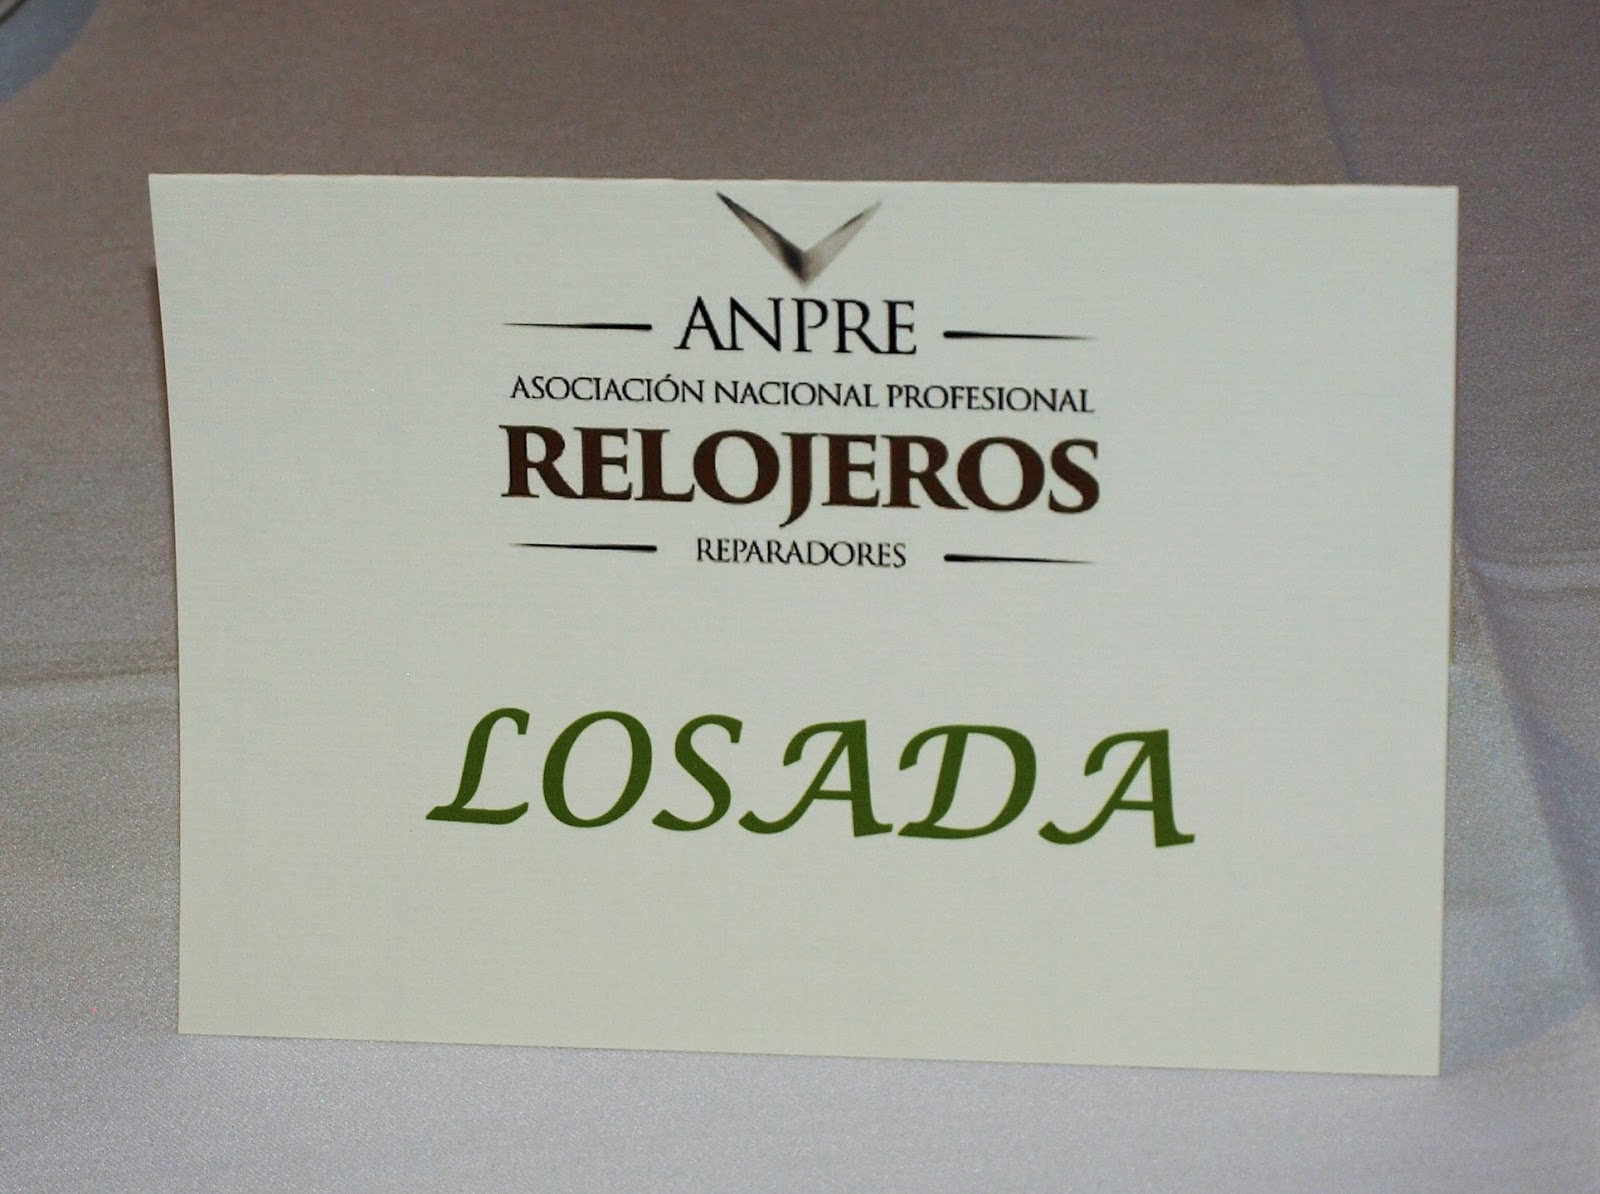 ANPRE
ASOCIACIÓN NACIONAL PROFESIONAL
RELOJEROS
REPARADORES
LOSADA